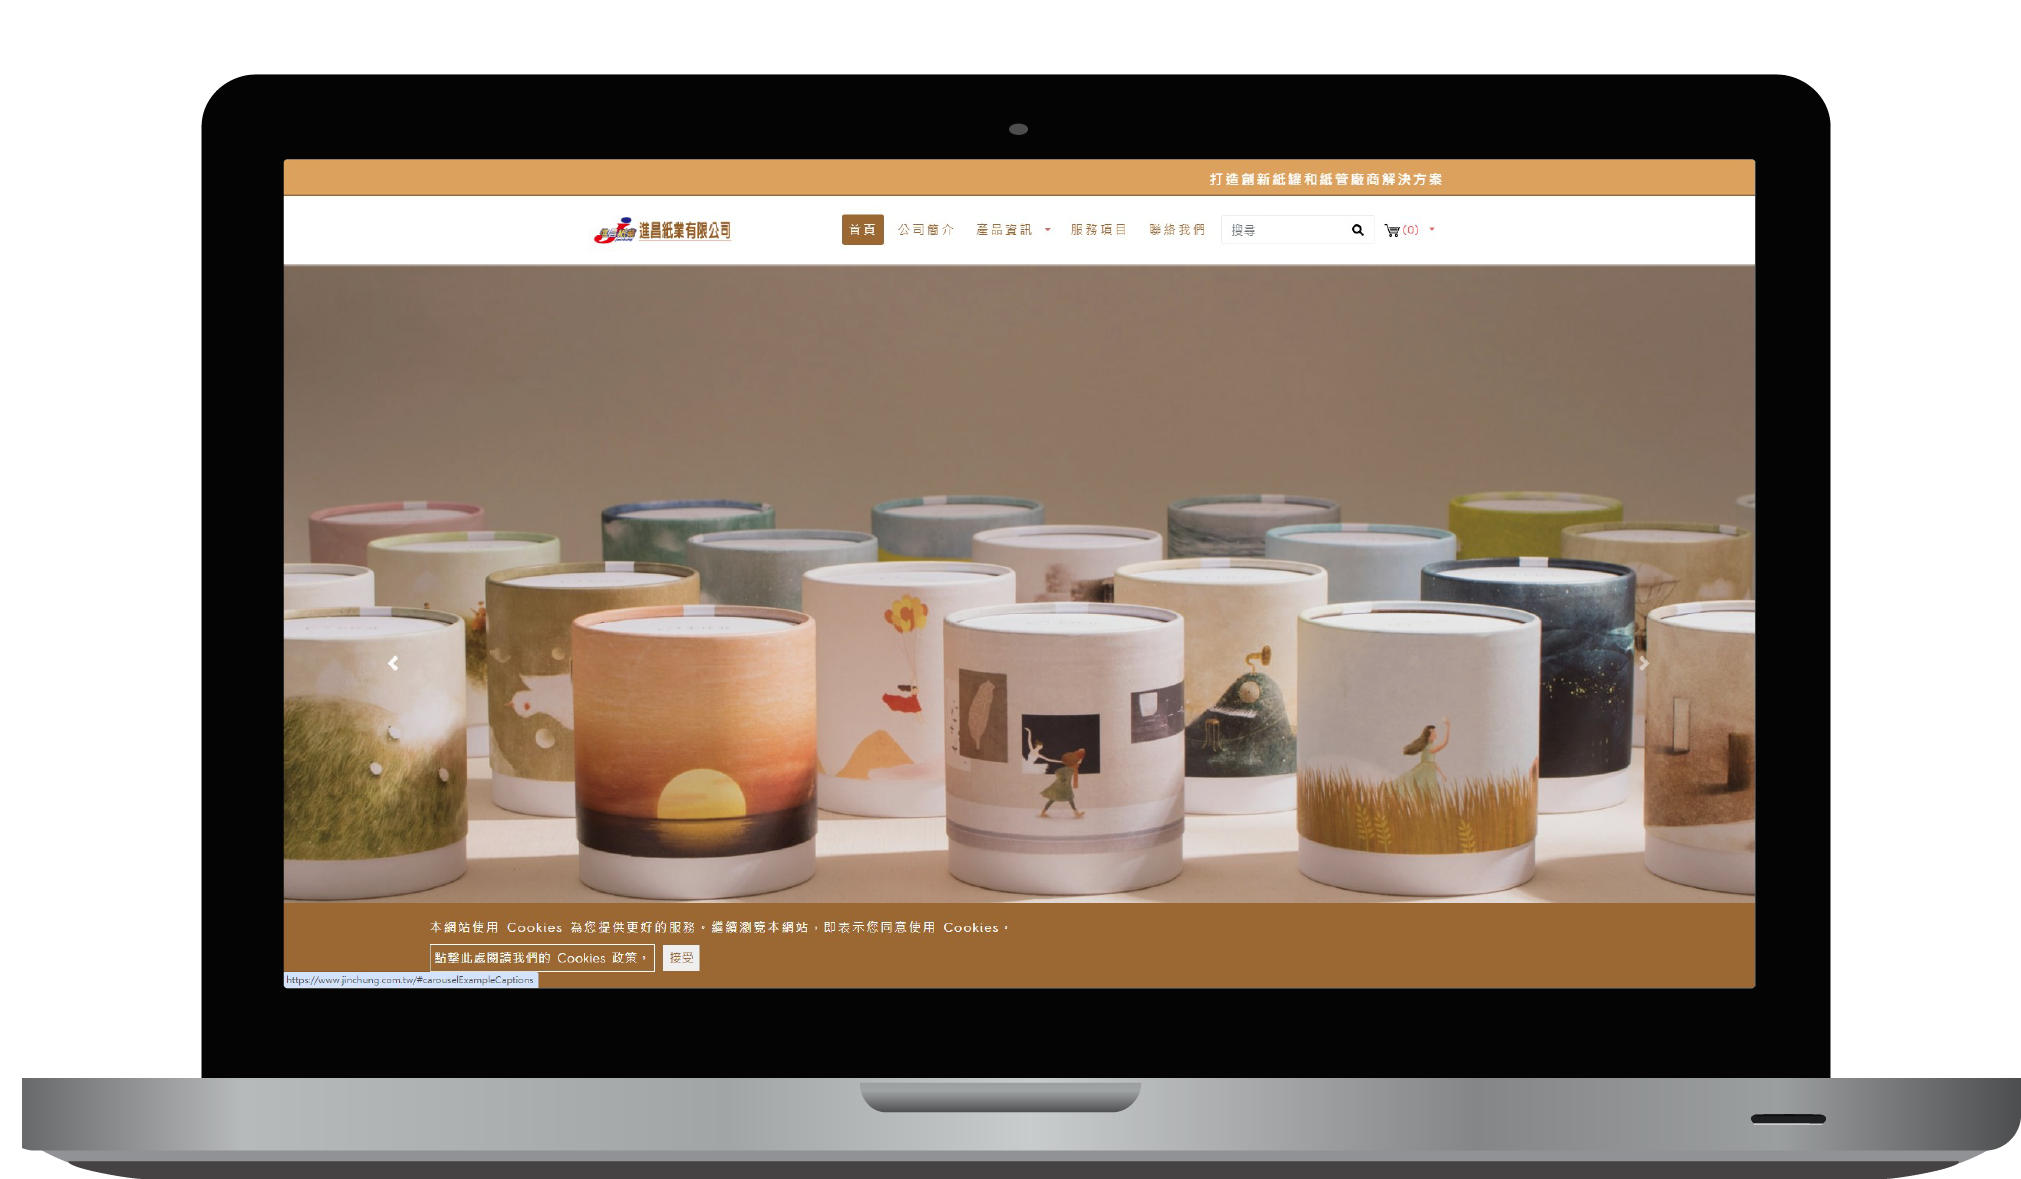 打造創新紙罐和紙管廠商解決方案
進昌紙業有限公司
首頁 公司簡介 產品資訊 服務項目 聯絡我們 搜尋 (0)
本網站使用 Cookies 為您提供更好的服務。繼續瀏覽本網站，即表示您同意使用 Cookies。
點擊此處閱讀我們的 Cookies 政策。 接受
https://www.jinchung.com.tw/#carouselExampleCaptions